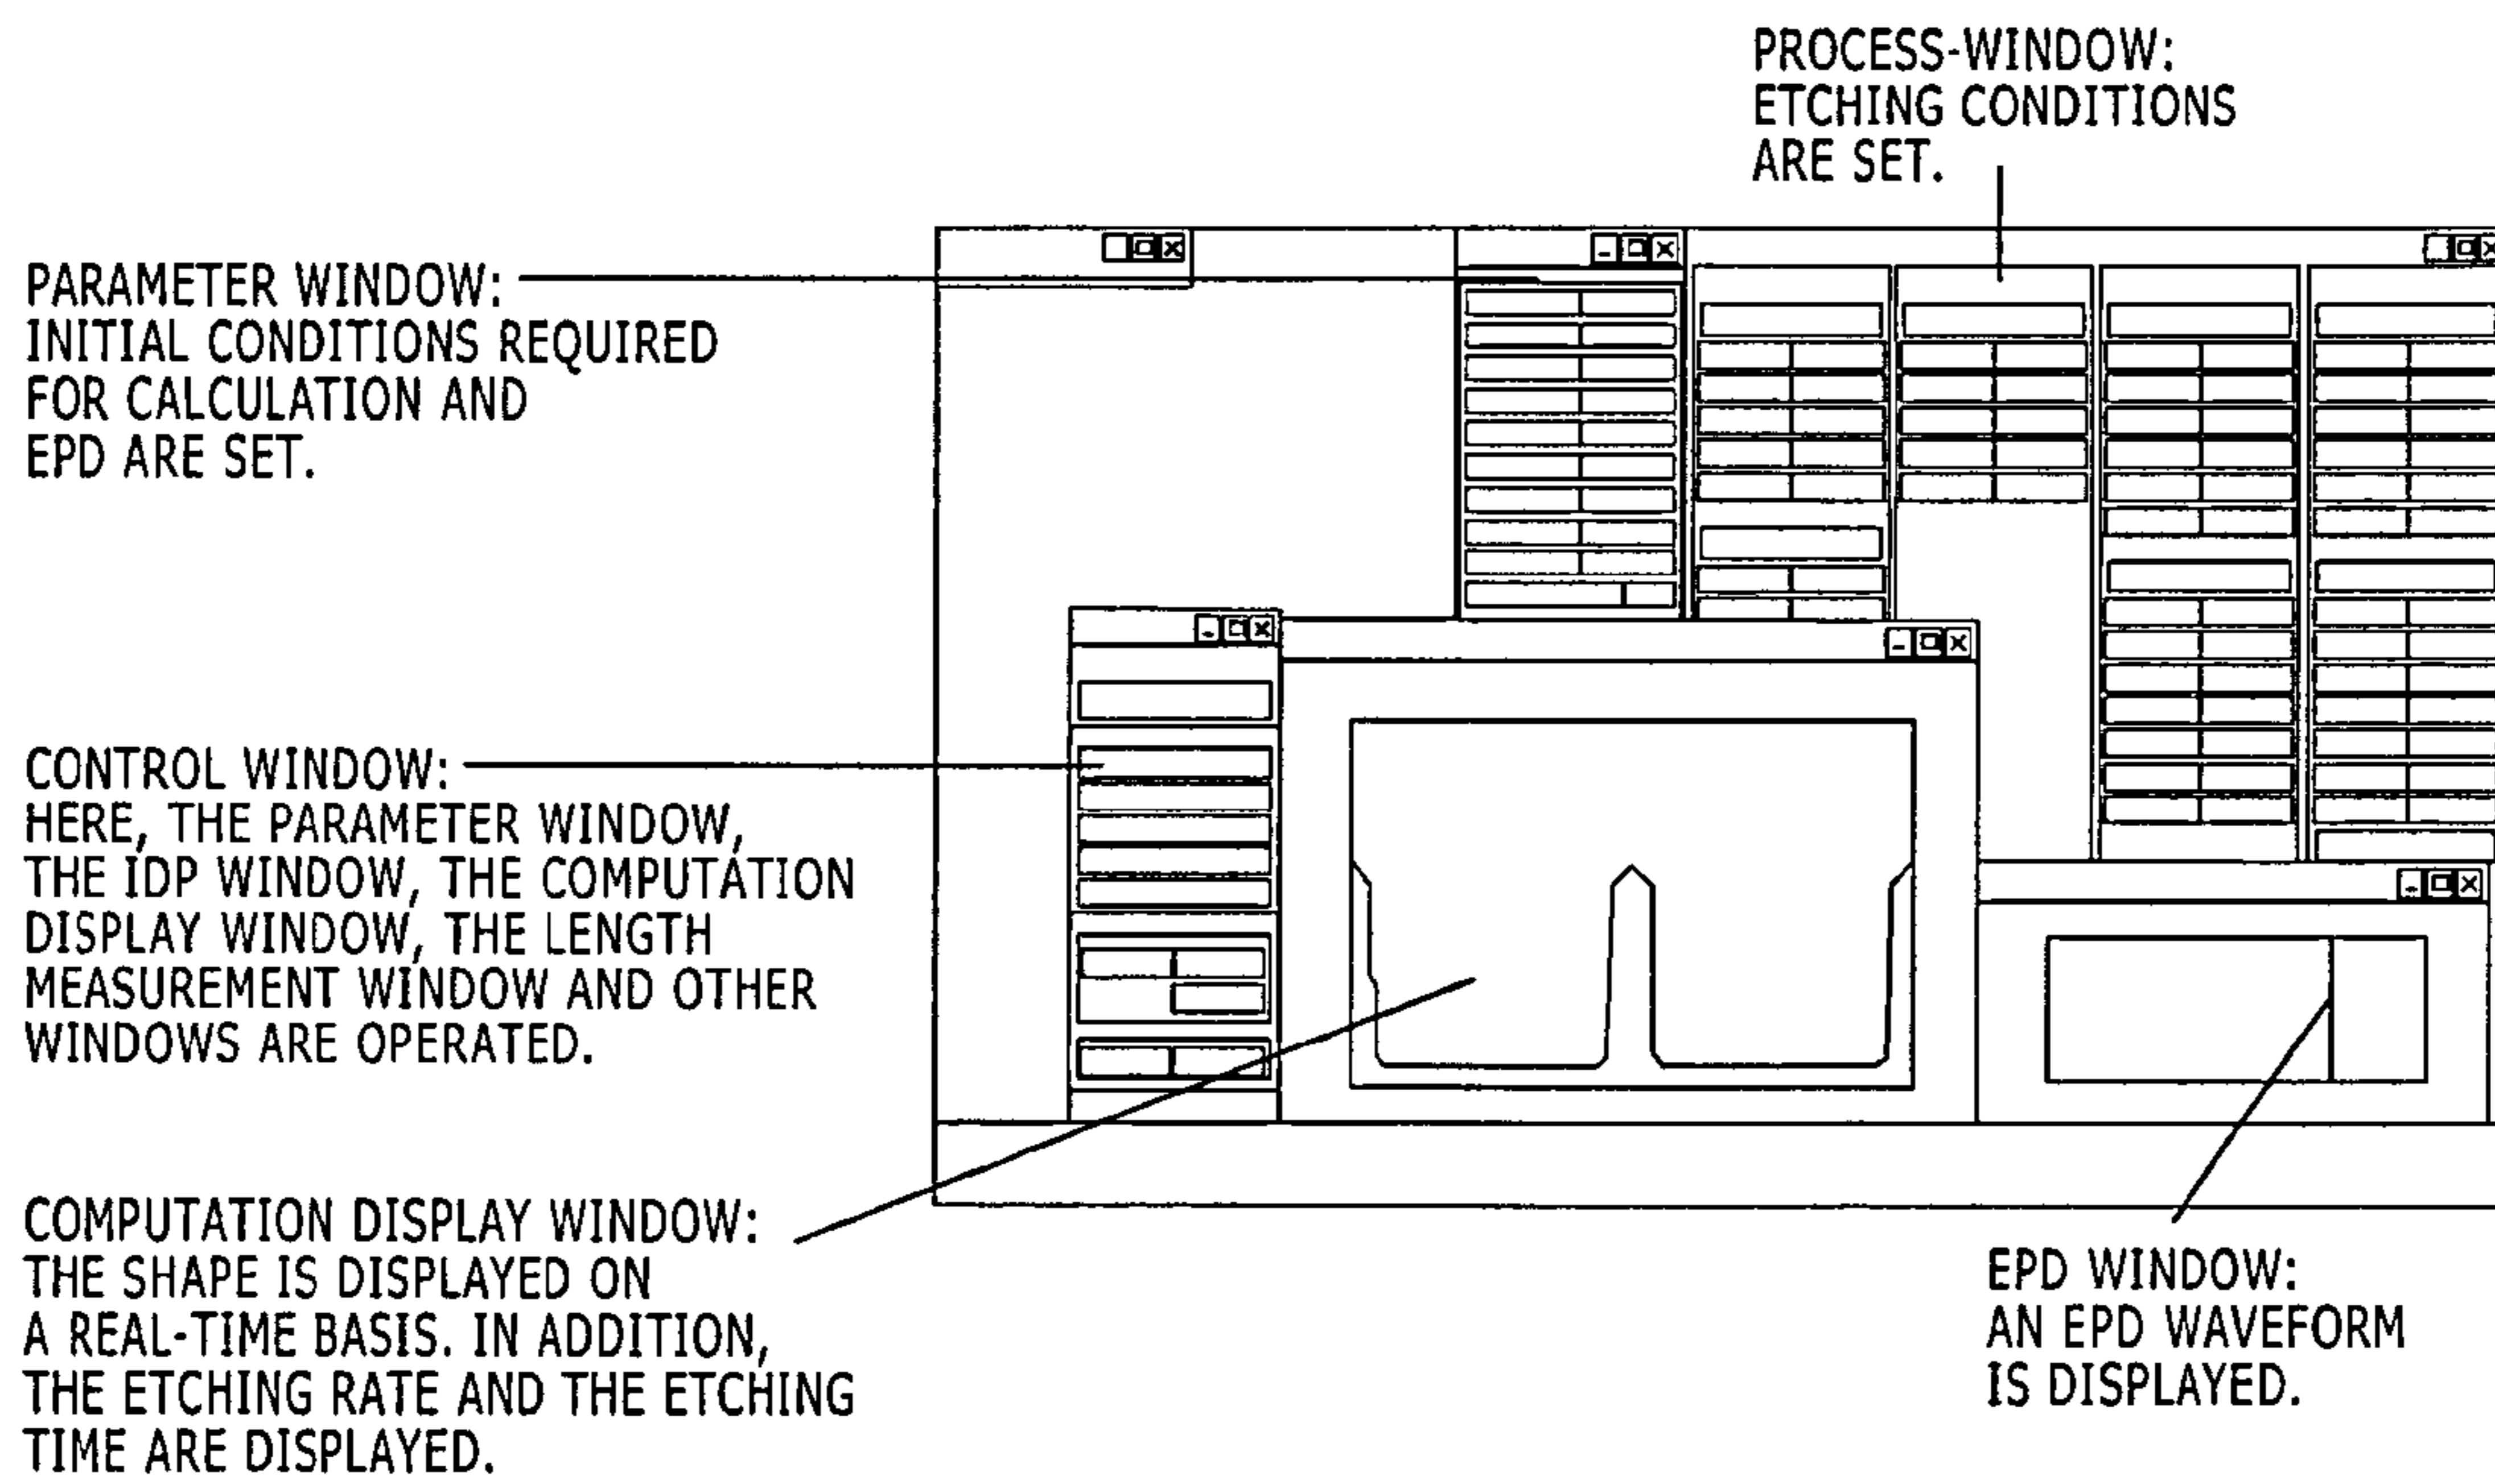 PROCESS-WINDOW:
ETCHING CONDITIONS
ARE SET.
PARAMETER WINDOW:
INITIAL CONDITIONS REQUIRED
FOR CALCULATION AND
EPD ARE SET.
CONTROL WINDOW:
HERE, THE PARAMETER WINDOW,
THE IDP WINDOW, THE COMPUTATION
DISPLAY WINDOW, THE LENGTH
MEASUREMENT WINDOW AND OTHER
WINDOWS ARE OPERATED.
COMPUTATION DISPLAY WINDOW:
THE SHAPE IS DISPLAYED ON
A REAL-TIME BASIS. IN ADDITION,
THE ETCHING RATE AND THE ETCHING
TIME ARE DISPLAYED.
EPD WINDOW:
AN EPD WAVEFORM
IS DISPLAYED.